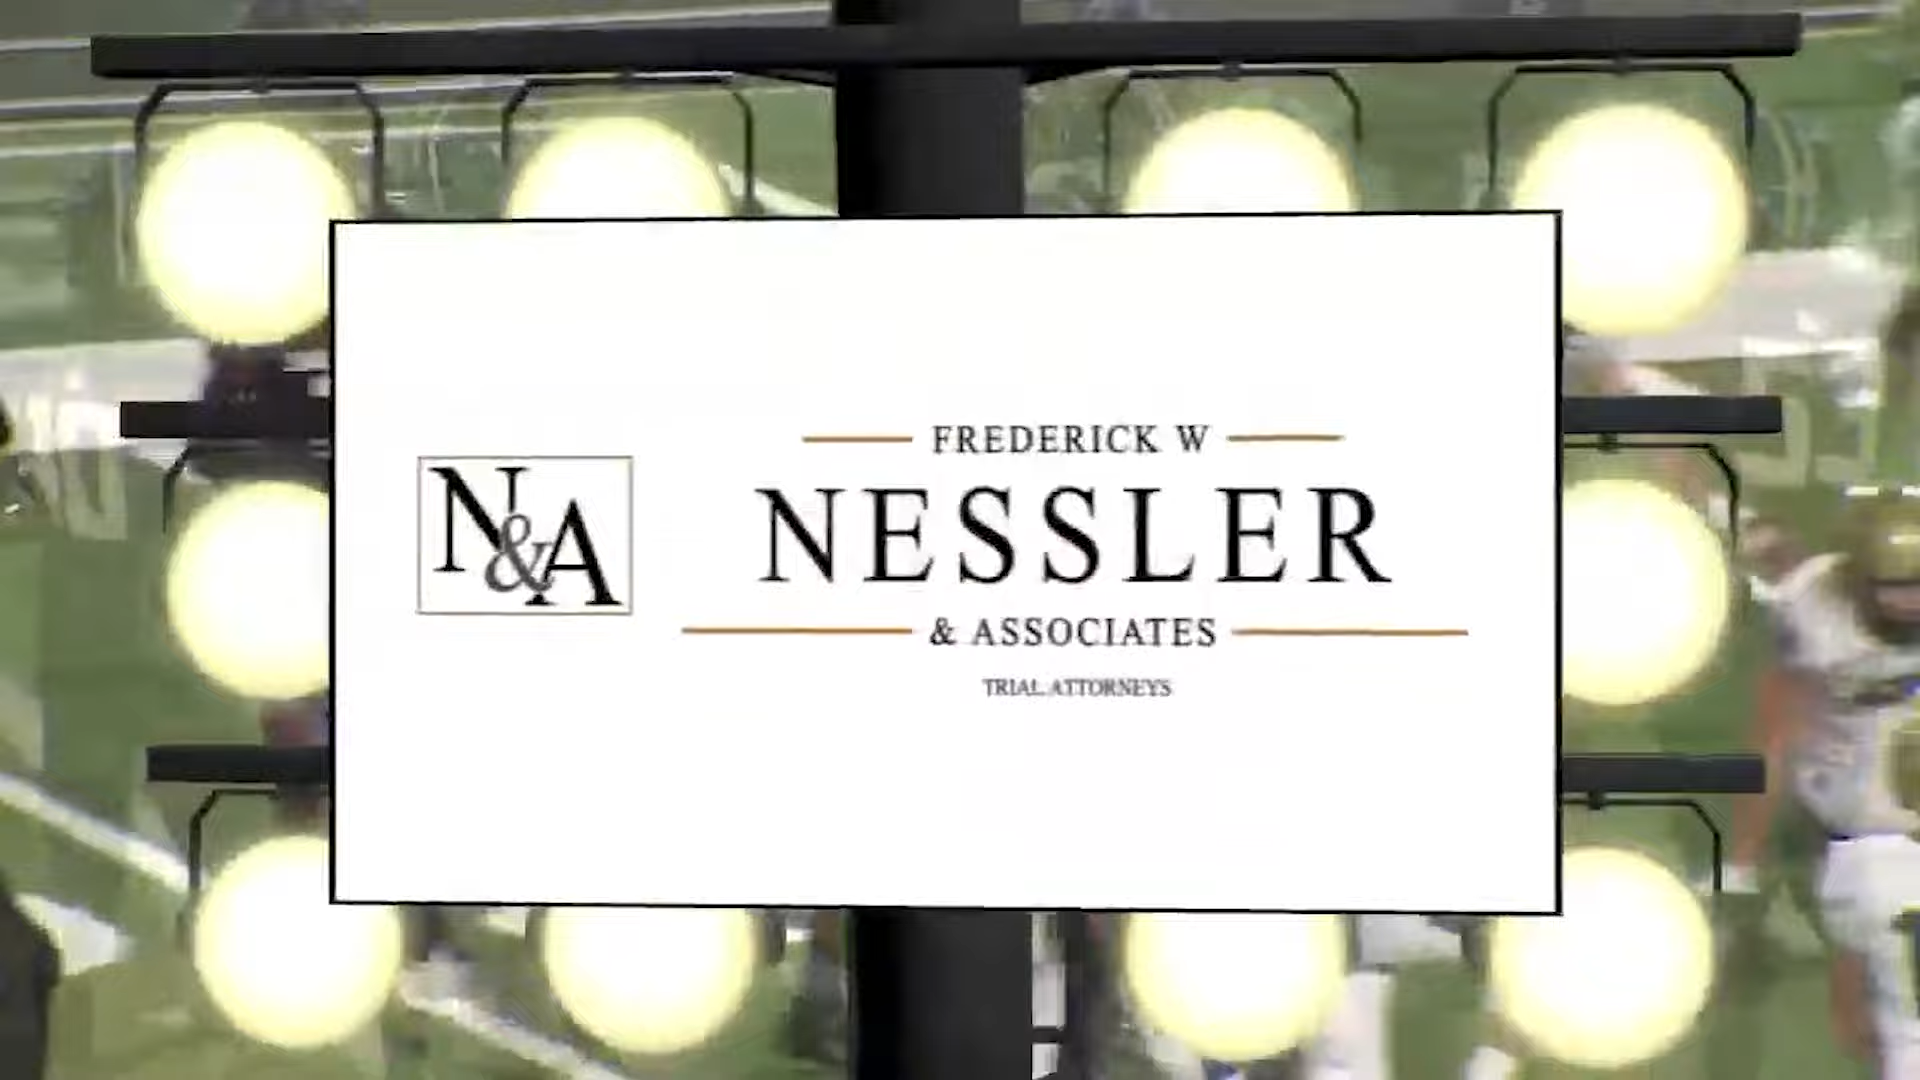 N&A
FREDERICK W
NESSLER
& ASSOCIATES
TRIAL ATTORNEYS